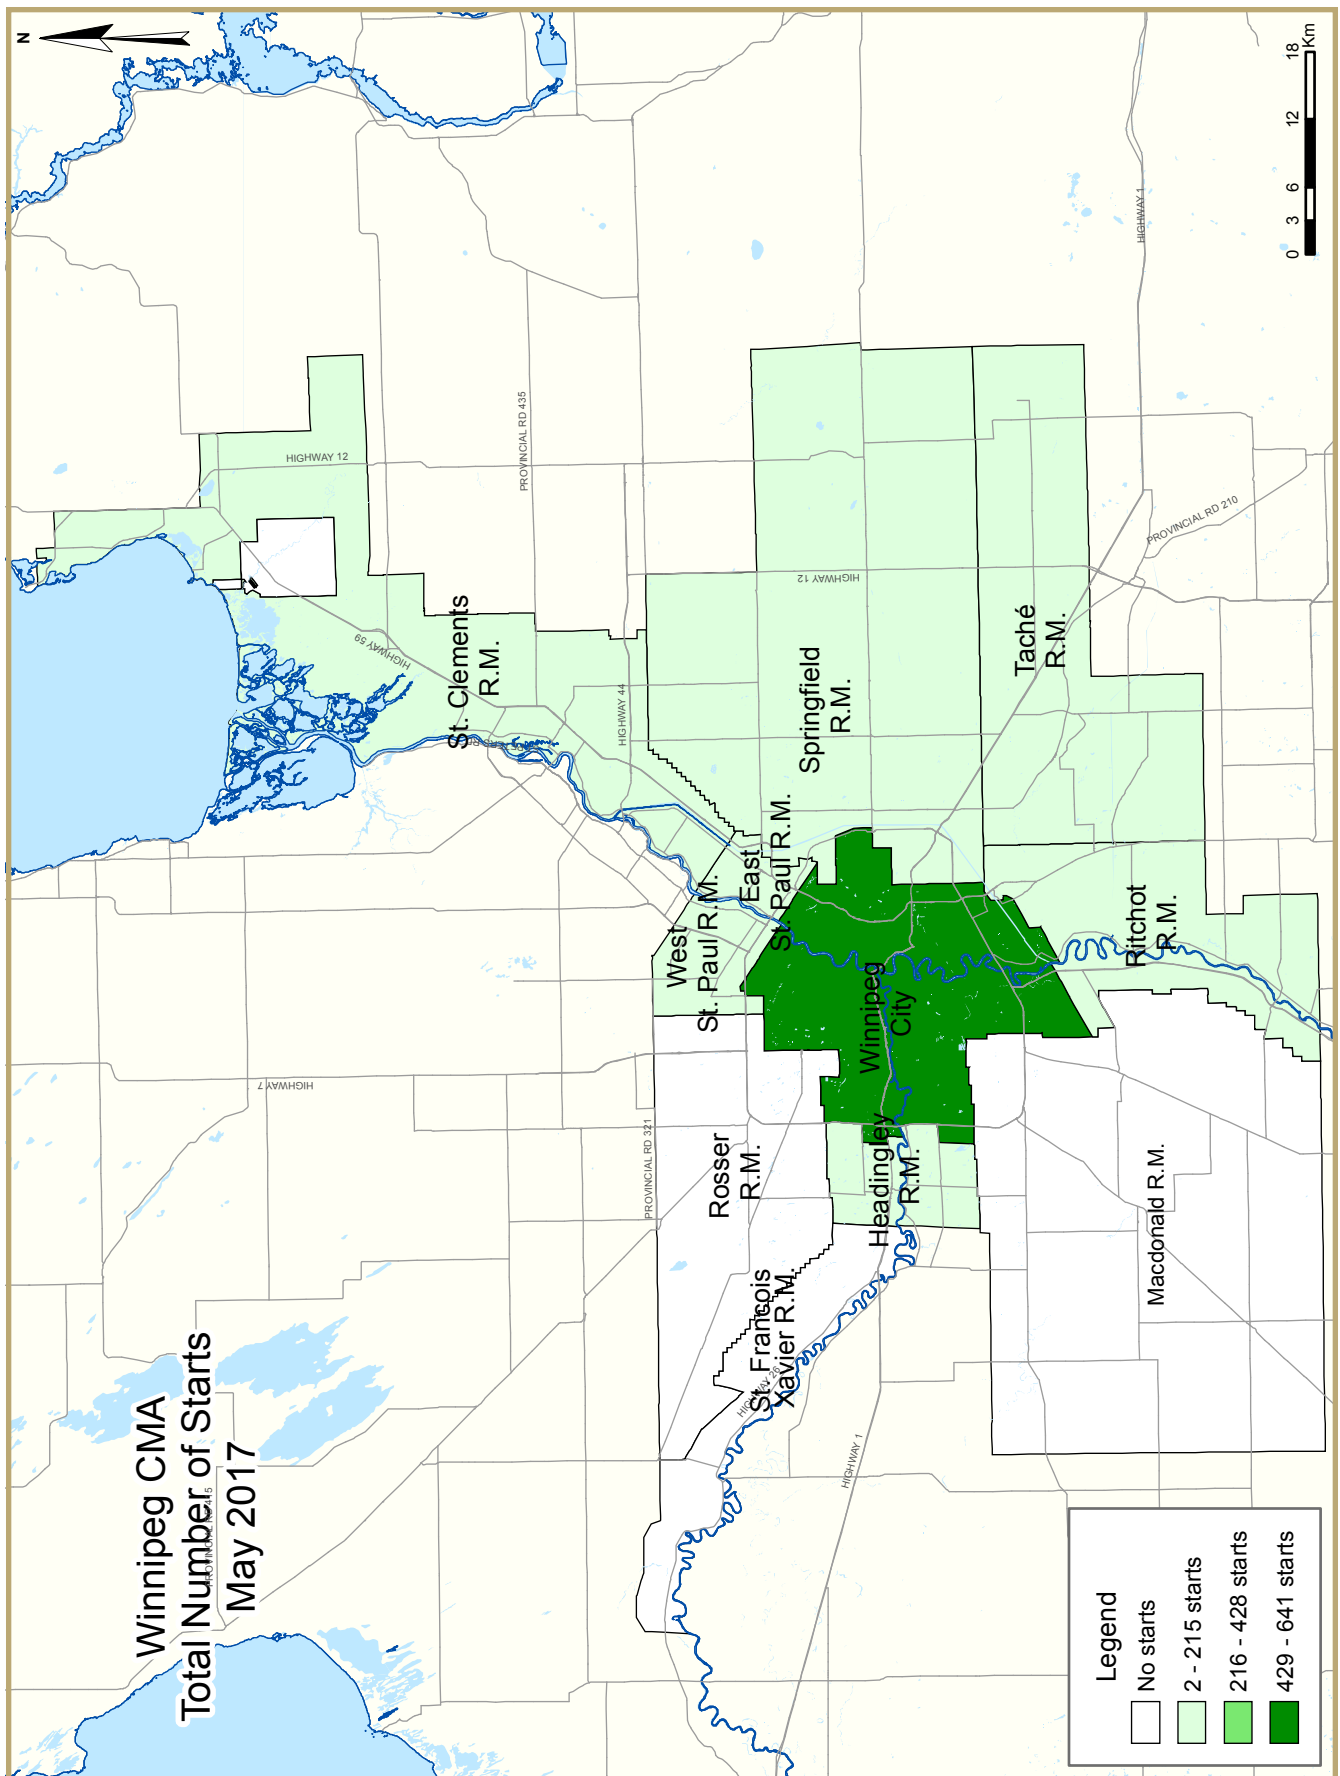 Winnipeg CMA
Total Number of Starts
May 2017
N
PROVINCIAL RD 415
HIGHWAY 7
HIGHWAY 59
HIGHWAY 12
PROVINCIAL RD 435
St. Clements
R.M.
HIGHWAY 44
PROVINCIAL RD 321
West
St. Paul R.M.
East
St. Paul R.M.
Rosser
R.M.
St. Francois
Xavier R.M.
HIGHWAY 26
Springfield
R.M.
HIGHWAY 12
Winnipeg
City
Headingley
R.M.
HIGHWAY 1
Taché
R.M.
Ritchot
R.M.
Macdonald R.M.
HIGHWAY 1
PROVINCIAL RD 210
Legend
No starts
2 - 215 starts
216 - 428 starts
429 - 641 starts
0 3 6 12 18
Km